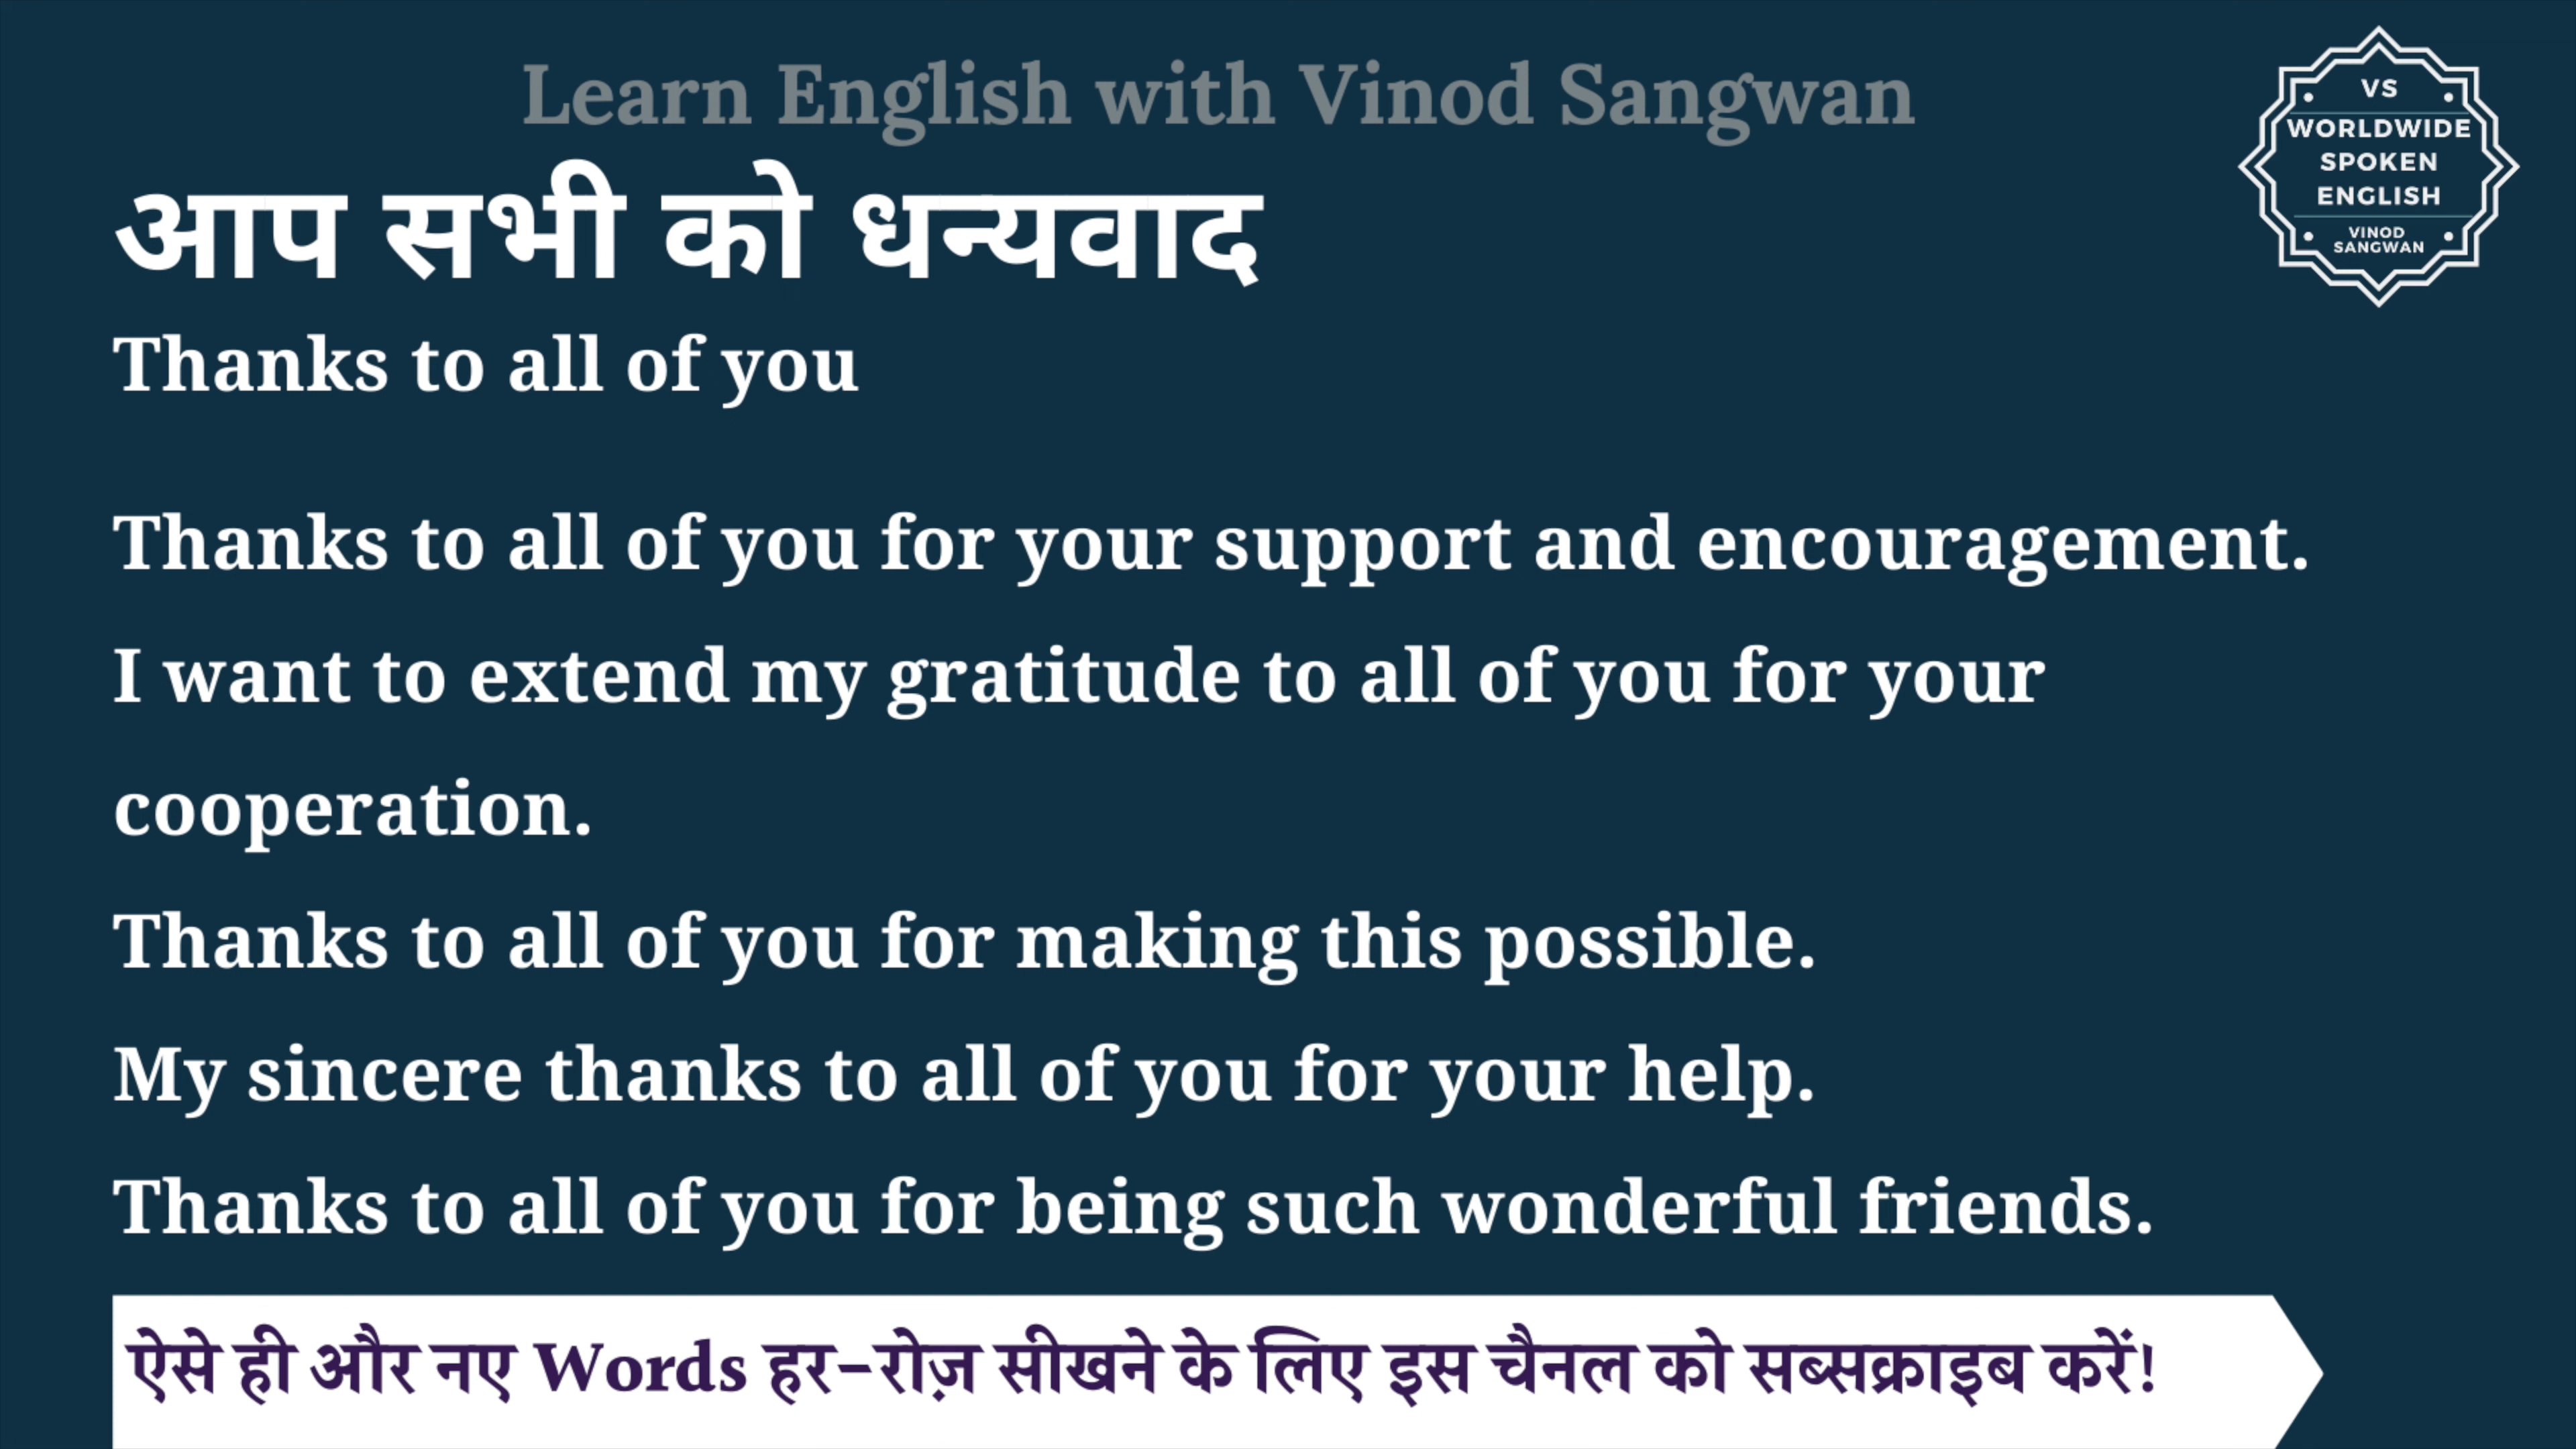 Learn English with Vinod Sangwan
VS
WORLDWIDE
SPOKEN
ENGLISH
VINOD
SANGWAN
आप सभी को धन्यवाद
Thanks to all of you
Thanks to all of you for your support and encouragement.
I want to extend my gratitude to all of you for your
cooperation.
Thanks to all of you for making this possible.
My sincere thanks to all of you for your help.
Thanks to all of you for being such wonderful friends.
ऐसे ही और नए Words हर-रोज़ सीखने के लिए इस चैनल को सब्सक्राइब करें!